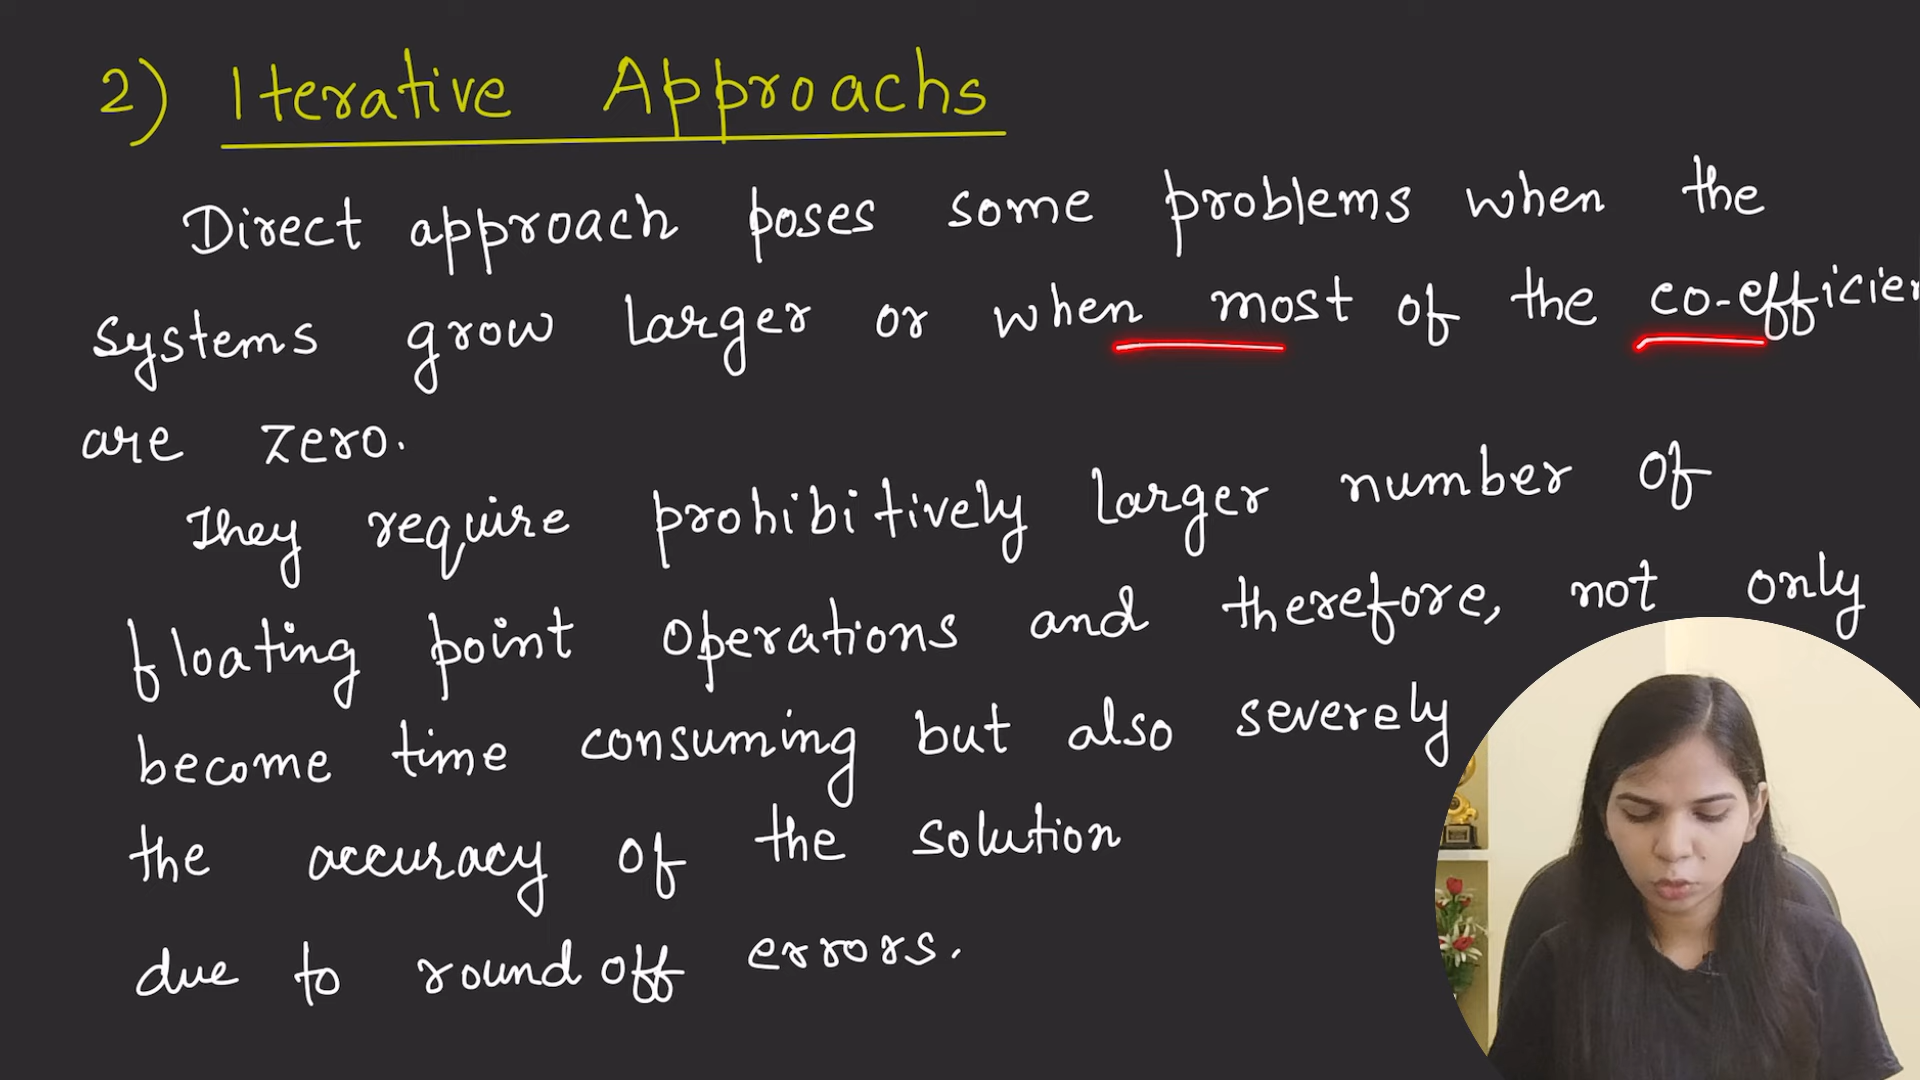 2) Iterative Approachs
Direct approach poses some problems when the
systems grow larger or when most of the co-efficien
are zero.
They require prohibitively larger number of
floating point operations and therefore, not only
become time consuming but also severely
the accuracy of the solution
due to round off errors.